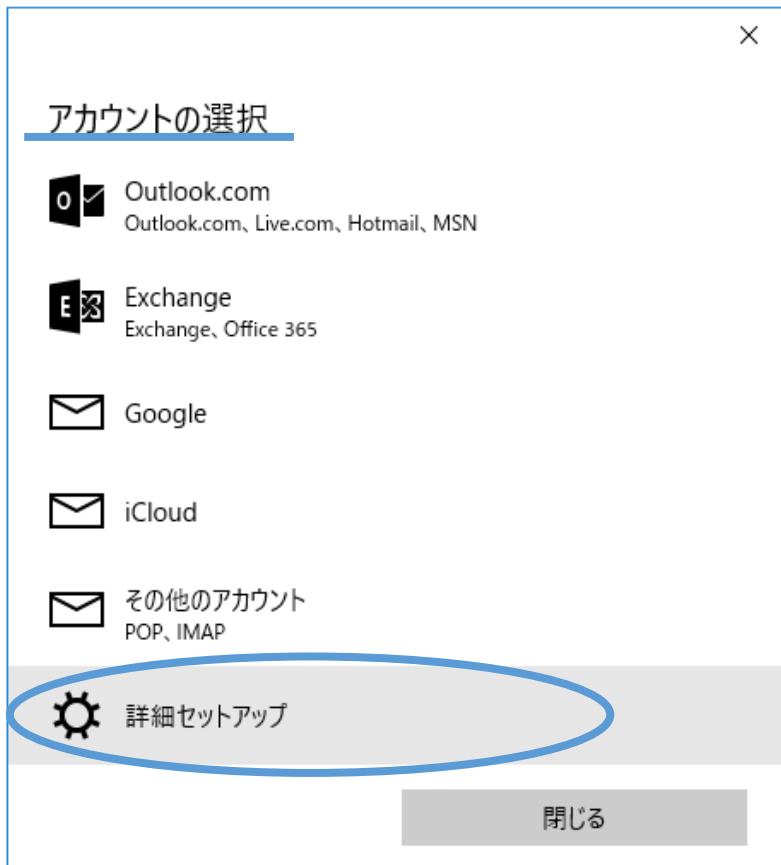 アカウントの選択
Outlook.com
Outlook.com、Live.com、Hotmail、MSN
Exchange
Exchange、Office 365
Google
iCloud
その他のアカウント
POP、IMAP
詳細セットアップ
閉じる